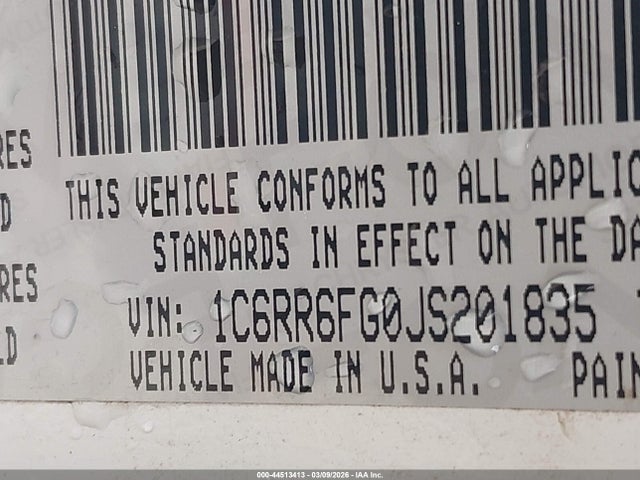 RES
THIS VEHICLE CONFORMS TO ALL APPLIC
D
STANDARDS IN EFFECT ON THE DA
RES
VIN: 1C6RR6FG0JS201835
LD
VEHICLE MADE IN U.S.A. PAIN
000-44513413 - 03/09/2026 - IAA Inc.